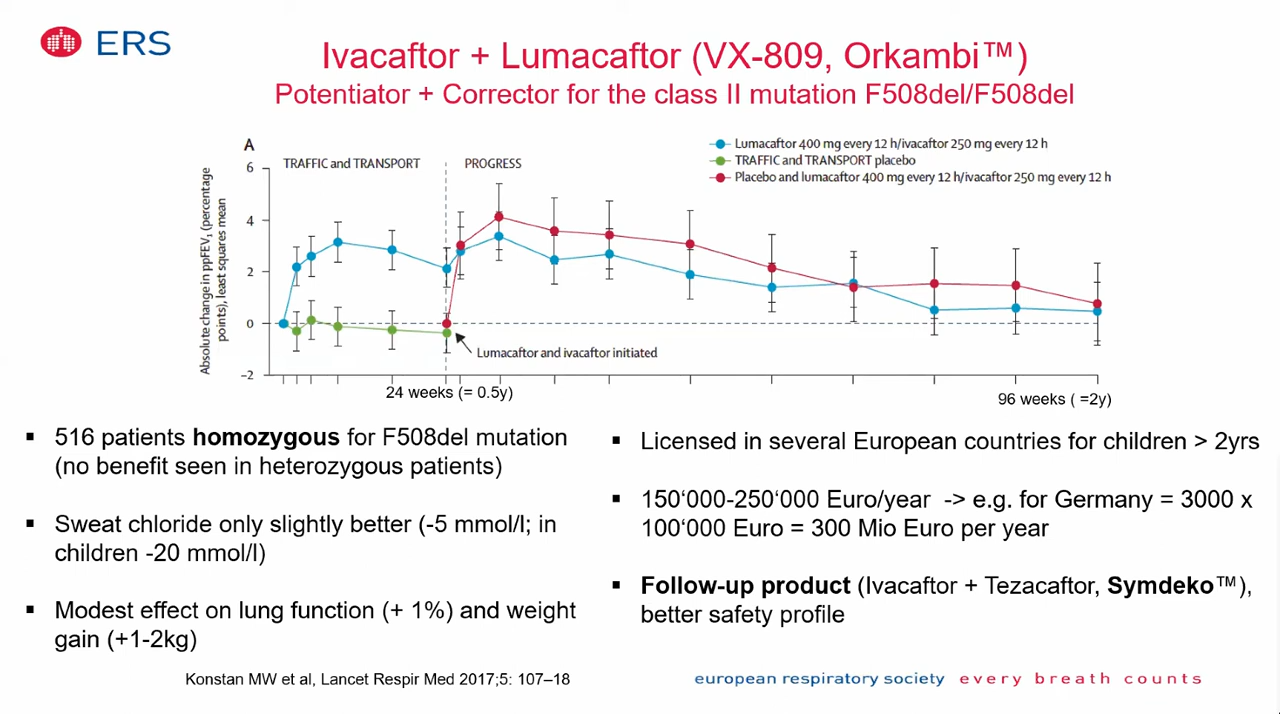 ERS
Ivacaftor + Lumacaftor (VX-809, Orkambi™)
Potentiator + Corrector for the class II mutation F508del/F508del
A
TRAFFIC and TRANSPORT
PROGRESS
Lumacaftor 400 mg every 12 h/ivacaftor 250 mg every 12 h
TRAFFIC and TRANSPORT placebo
Placebo and lumacaftor 400 mg every 12 h/ivacaftor 250 mg every 12 h
Absolute change in ppFEV₁ (percentage
points), least squares mean
6
4
2
0
–2
Lumacaftor and ivacaftor initiated
24 weeks (= 0.5y)
96 weeks ( =2y)
▪ 516 patients homozygous for F508del mutation
(no benefit seen in heterozygous patients)
▪ Sweat chloride only slightly better (-5 mmol/l; in
children -20 mmol/l)
▪ Modest effect on lung function (+ 1%) and weight
gain (+1-2kg)
▪ Licensed in several European countries for children > 2yrs
▪ 150‘000-250‘000 Euro/year -> e.g. for Germany = 3000 x
100‘000 Euro = 300 Mio Euro per year
▪ Follow-up product (Ivacaftor + Tezacaftor, Symdeko™),
better safety profile
Konstan MW et al, Lancet Respir Med 2017;5: 107–18
european respiratory society every breath counts